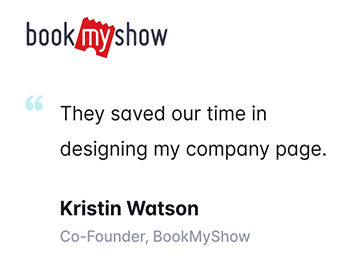 bookmyshow
“
They saved our time in
designing my company page.
Kristin Watson
Co-Founder, BookMyShow